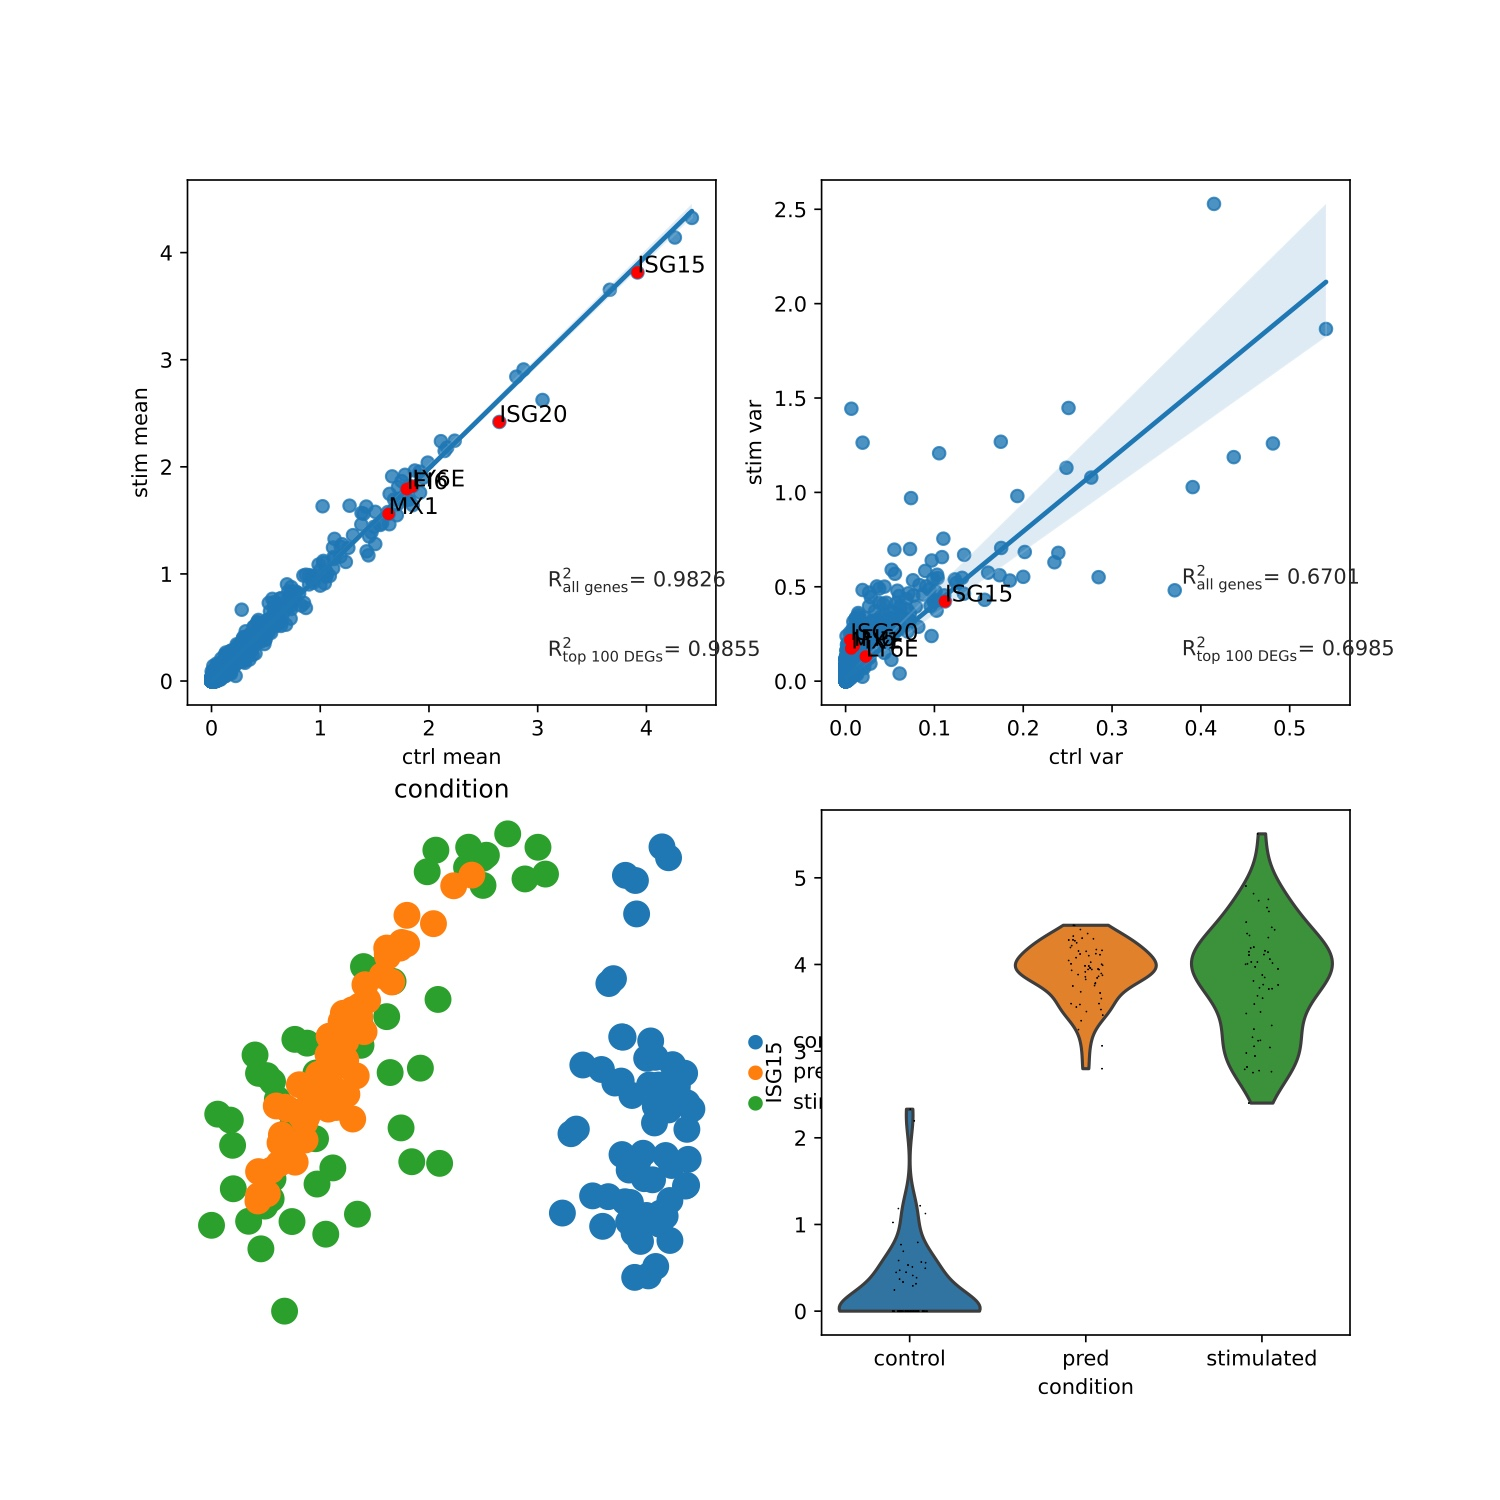 4
3
2
1
0
stim mean
ISG15
ISG20
LY6E
IFI6
MX1
R²all genes= 0.9826
R²top 100 DEGs= 0.9855
0 1 2 3 4
ctrl mean
2.5
2.0
1.5
1.0
0.5
0.0
stim var
ISG15
ISG20
LY6E
R²all genes= 0.6701
R²top 100 DEGs= 0.6985
0.0 0.1 0.2 0.3 0.4 0.5
ctrl var
condition
5
4
3
2
1
0
ISG15
control pred stimulated
condition